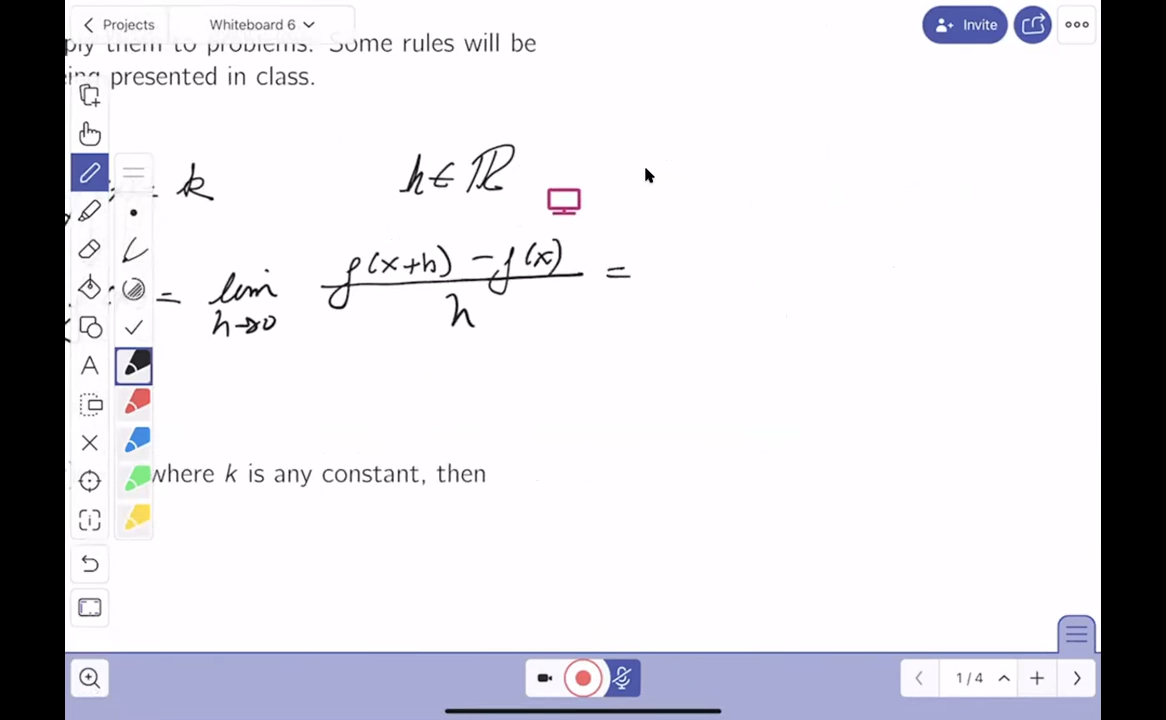 Projects
Whiteboard 6
Invite
ply them to problems. Some rules will be
presented in class.
= k h ∈ ℝ
= lim h→0 f(x+h) - f(x) / h =
where k is any constant, then
A
1/4